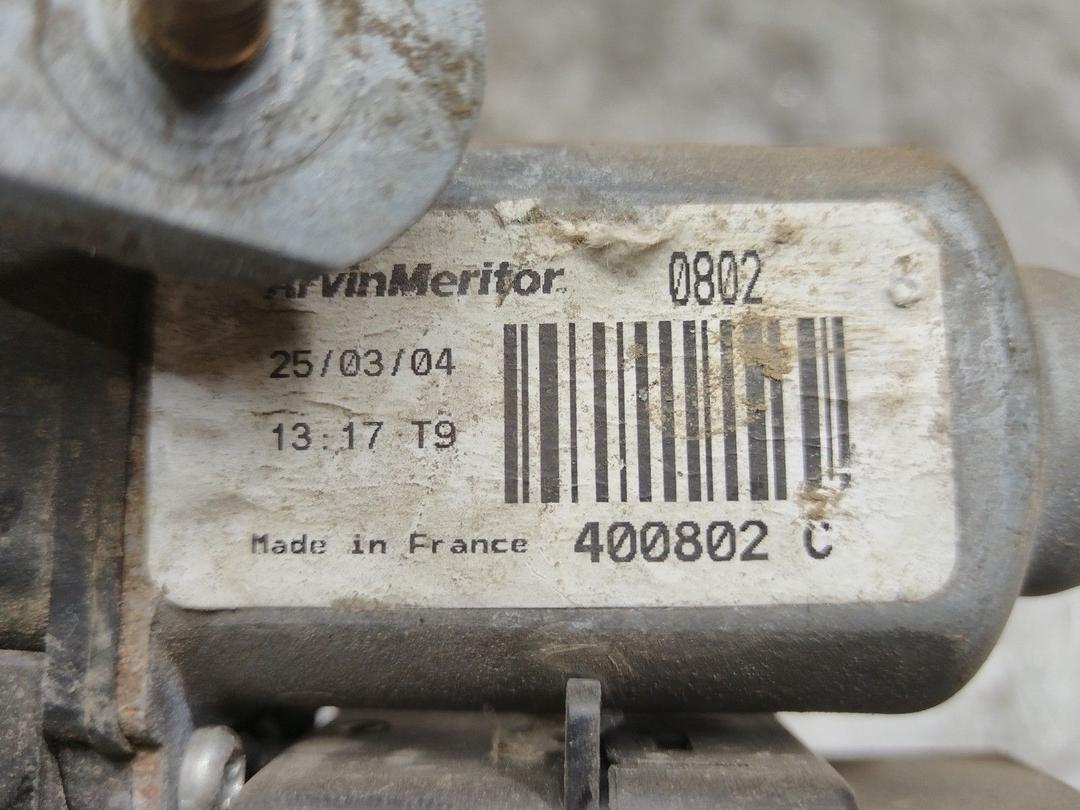 ArvinMeritor. 0802
25/03/04
13:17 T9
Made in France 400802 C